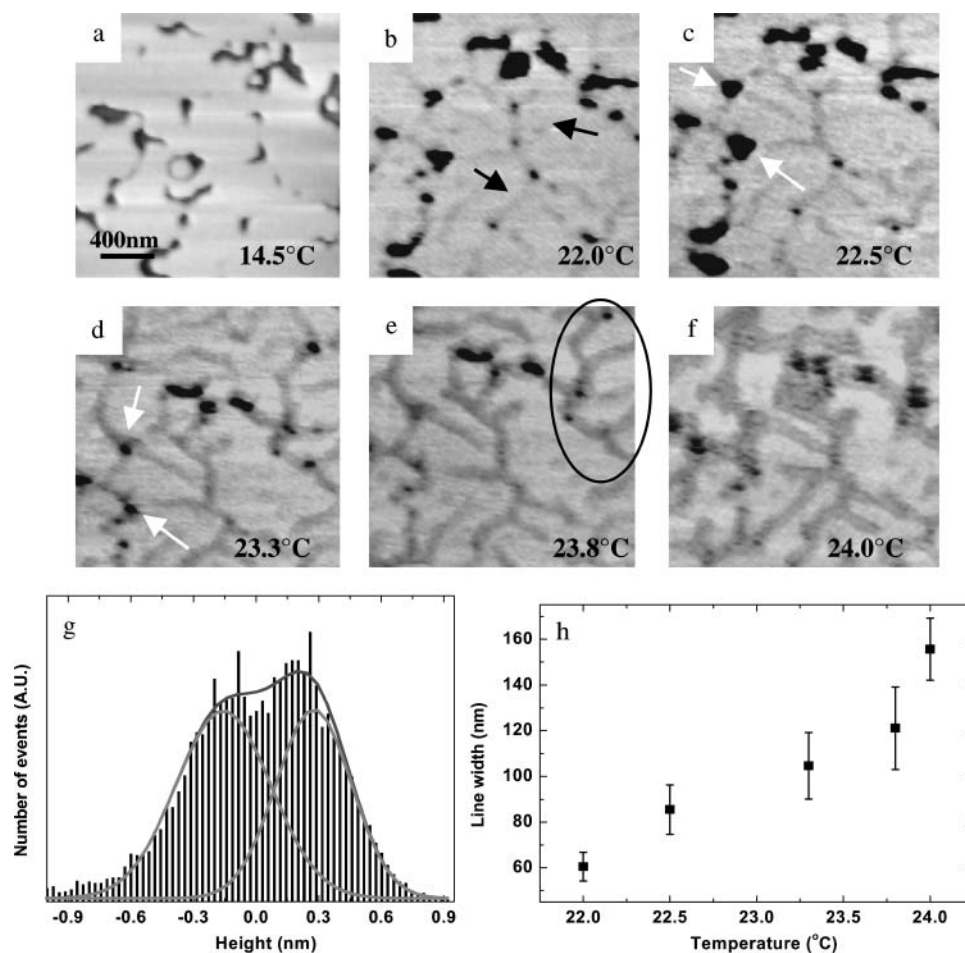 a
400nm
14.5°C
b
22.0°C
c
22.5°C
d
23.3°C
e
23.8°C
f
24.0°C
g
Number of events (A.U.)
-0.9 -0.6 -0.3 0.0 0.3 0.6 0.9
Height (nm)
h
Line width (nm)
160
140
120
100
80
60
22.0 22.5 23.0 23.5 24.0
Temperature (°C)